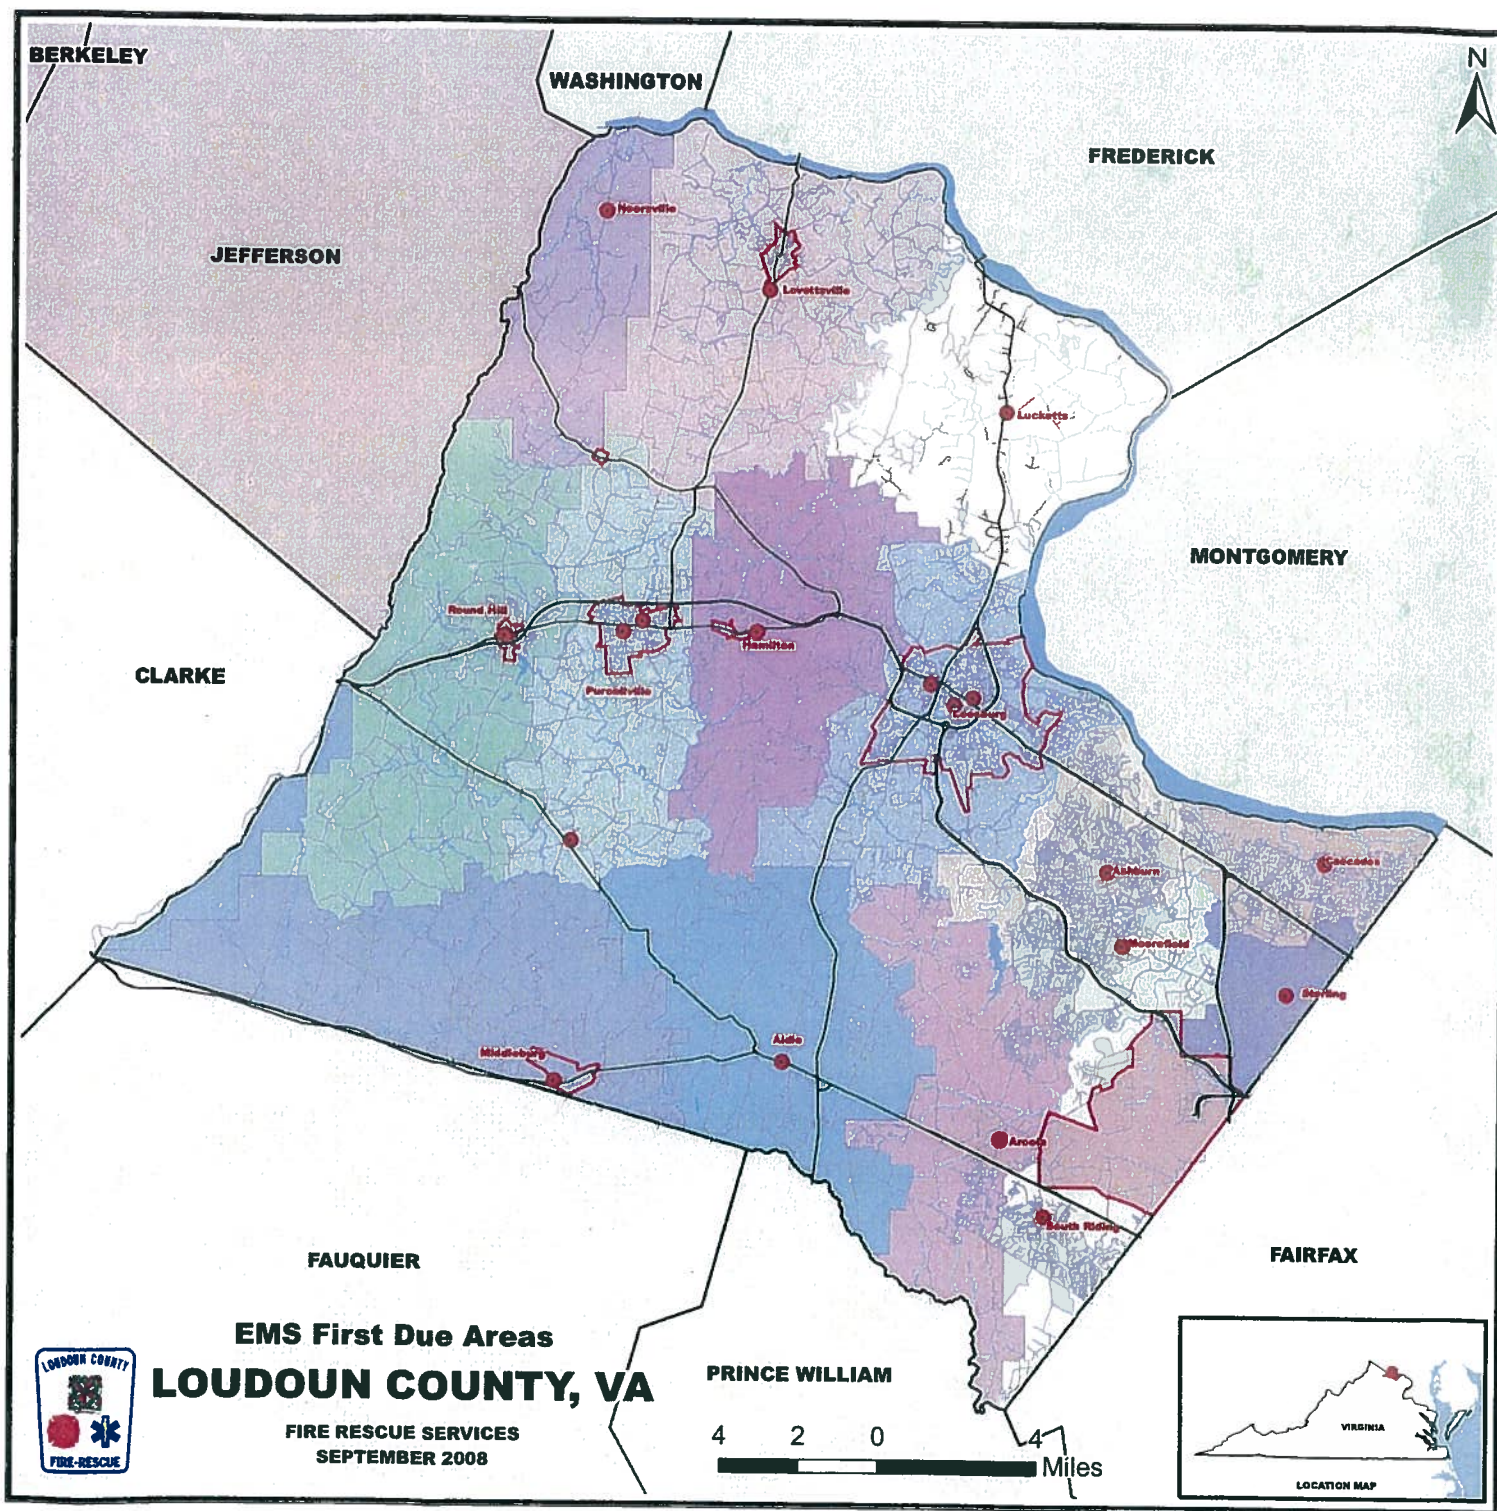 BERKELEY
WASHINGTON
N
FREDERICK
JEFFERSON
Neersville
Lovettsville
Lucketts
MONTGOMERY
Round Hill
Hamilton
CLARKE
Purcellville
Leesburg
Cascades
Ashburn
Moorefield
Sterling
Aldie
Middleburg
Arcola
South Riding
FAUQUIER
FAIRFAX
EMS First Due Areas
LOUDOUN COUNTY, VA
FIRE RESCUE SERVICES
SEPTEMBER 2008
LOUDOUN COUNTY
FIRE-RESCUE
PRINCE WILLIAM
4 2 0 4
Miles
VIRGINIA
LOCATION MAP